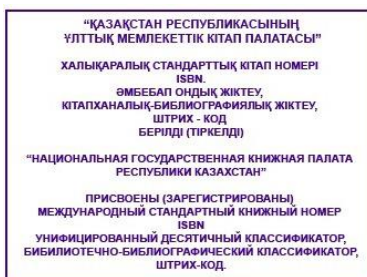 “ҚАЗАҚСТАН РЕСПУБЛИКАСЫНЫҢ
ҰЛТТЫҚ МЕМЛЕКЕТТІК КІТАП ПАЛАТАСЫ”
ХАЛЫҚАРАЛЫҚ СТАНДАРТТЫҚ КІТАП НОМЕРІ
ISBN.
ӘМБЕБАП ОНДЫҚ ЖІКТЕУ,
КІТАПХАНАЛЫҚ-БИБЛИОГРАФИЯЛЫҚ ЖІКТЕУ,
ШТРИХ - КОД
БЕРІЛДІ (ТІРКЕЛДІ)
“НАЦИОНАЛЬНАЯ ГОСУДАРСТВЕННАЯ КНИЖНАЯ ПАЛАТА
РЕСПУБЛИКИ КАЗАХСТАН”
ПРИСВОЕНЫ (ЗАРЕГИСТРИРОВАНЫ)
МЕЖДУНАРОДНЫЙ СТАНДАРТНЫЙ КНИЖНЫЙ НОМЕР
ISBN
УНИФИЦИРОВАННЫЙ ДЕСЯТИЧНЫЙ КЛАССИФИКАТОР,
БИБИЛИОТЕЧНО-БИБЛИОГРАФИЧЕСКИЙ КЛАССИФИКАТОР,
ШТРИХ-КОД.